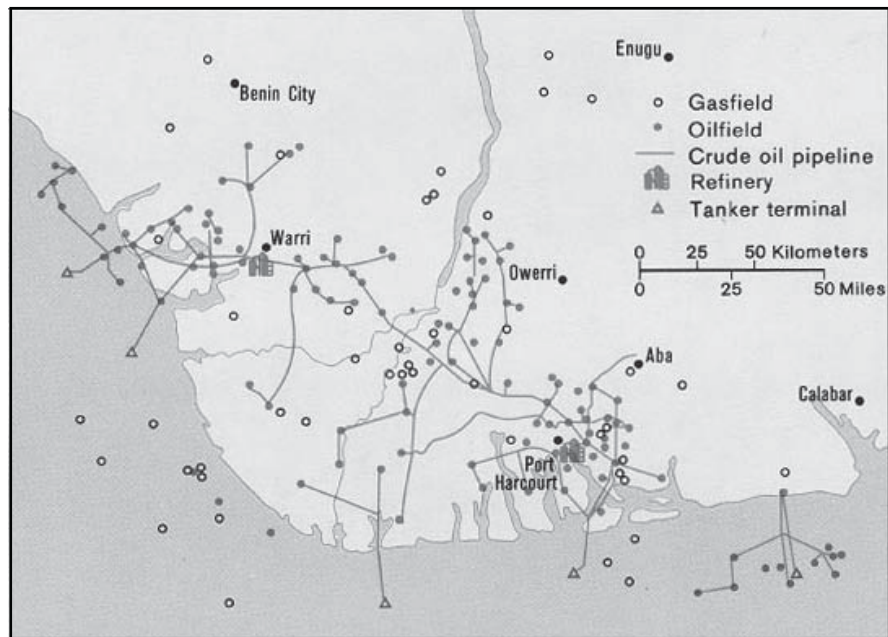 Enugu
Benin City
Gasfield
Oilfield
Crude oil pipeline
Refinery
Tanker terminal
Warri
0 25 50 Kilometers
0 25 50 Miles
Owerri
Aba
Calabar
Port
Harcourt